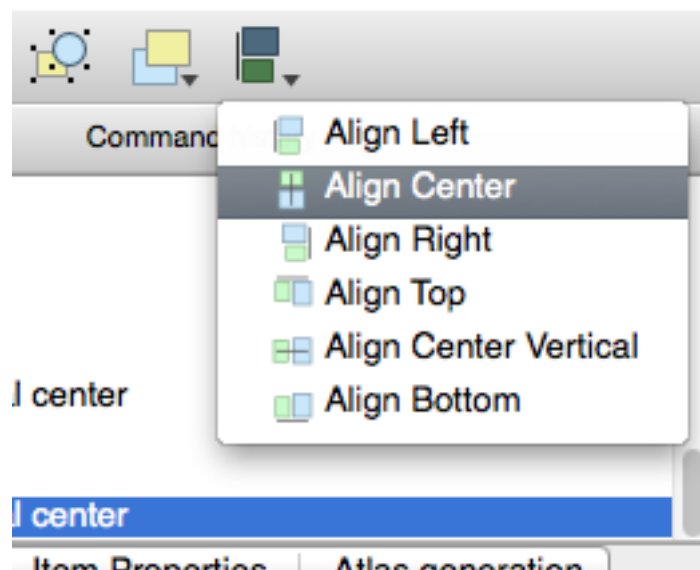 Command history
Align Left
Align Center
Align Right
Align Top
Align Center Vertical
l center
Align Bottom
l center
Item Properties
Atlas generation